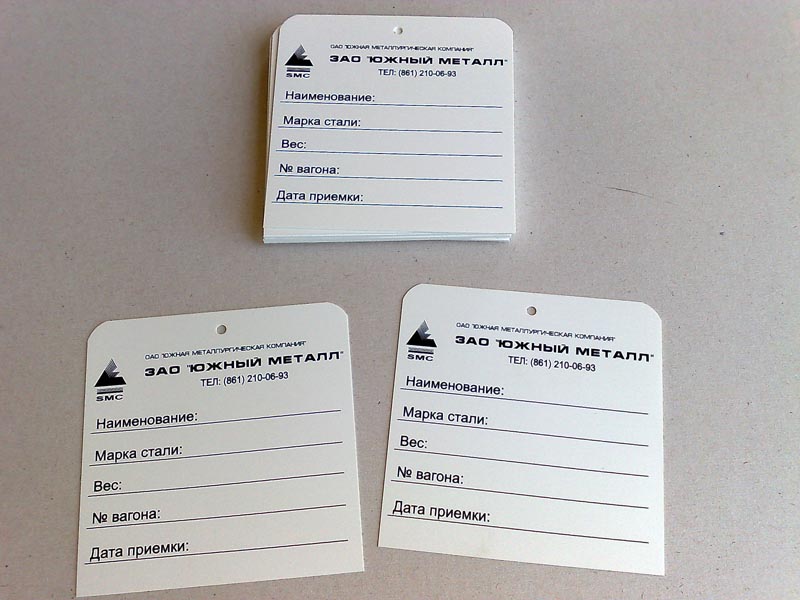 ОАО "ЮЖНАЯ МЕТАЛЛУРГИЧЕСКАЯ КОМПАНИЯ"
ЗАО "ЮЖНЫЙ МЕТАЛЛ"
SMC
ТЕЛ: (861) 210-06-93
Наименование:
Марка стали:
Вес:
№ вагона:
Дата приемки:
ОАО "ЮЖНАЯ МЕТАЛЛУРГИЧЕСКАЯ КОМПАНИЯ"
ЗАО "ЮЖНЫЙ МЕТАЛЛ"
SMC
ТЕЛ: (861) 210-06-93
Наименование:
Марка стали:
Вес:
№ вагона:
Дата приемки:
ОАО "ЮЖНАЯ МЕТАЛЛУРГИЧЕСКАЯ КОМПАНИЯ"
ЗАО "ЮЖНЫЙ МЕТАЛЛ"
SMC
ТЕЛ: (861) 210-06-93
Наименование:
Марка стали:
Вес:
№ вагона:
Дата приемки: